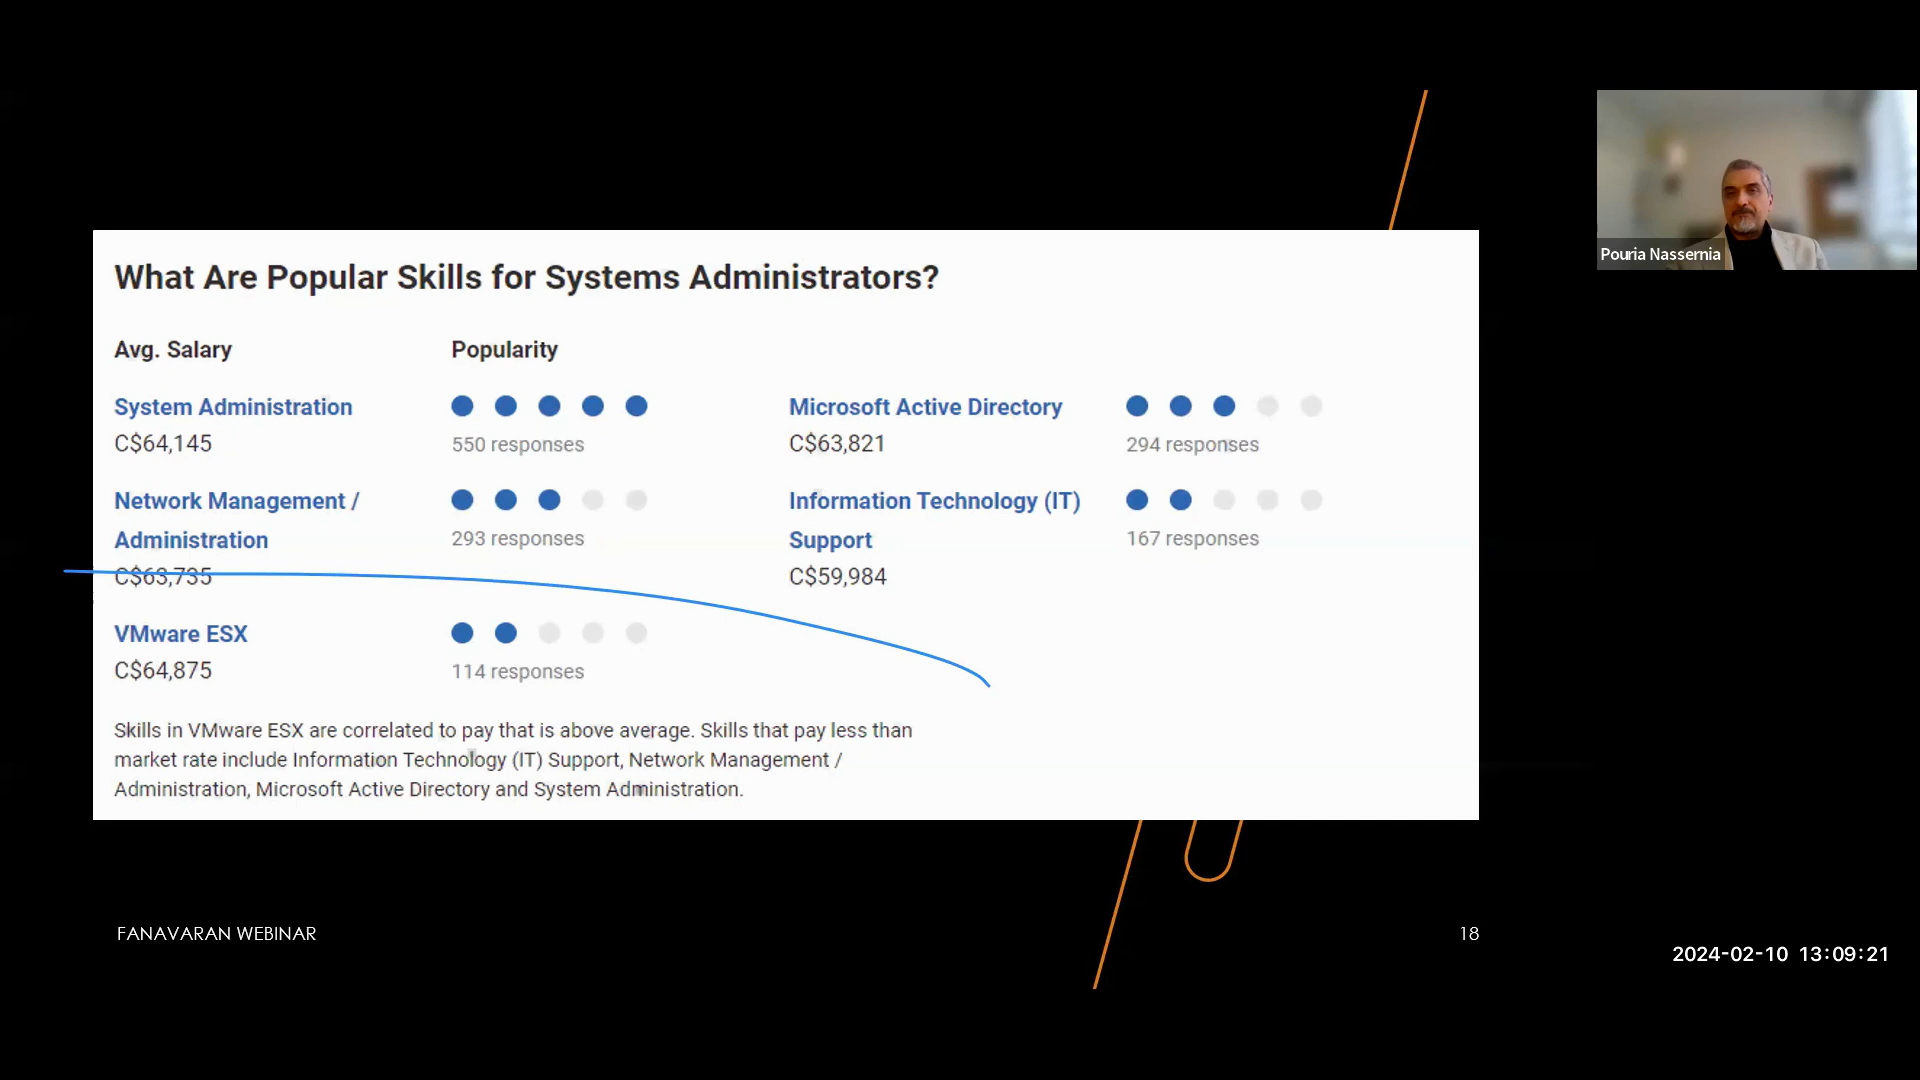 Pouria Nassernia
What Are Popular Skills for Systems Administrators?
Avg. Salary
Popularity
System Administration
C$64,145
550 responses
Microsoft Active Directory
C$63,821
294 responses
Network Management /
Administration
C$63,735
293 responses
Information Technology (IT)
Support
C$59,984
167 responses
VMware ESX
C$64,875
114 responses
Skills in VMware ESX are correlated to pay that is above average. Skills that pay less than
market rate include Information Technology (IT) Support, Network Management /
Administration, Microsoft Active Directory and System Administration.
FANAVARAN WEBINAR
18
2024-02-10 13:09:21